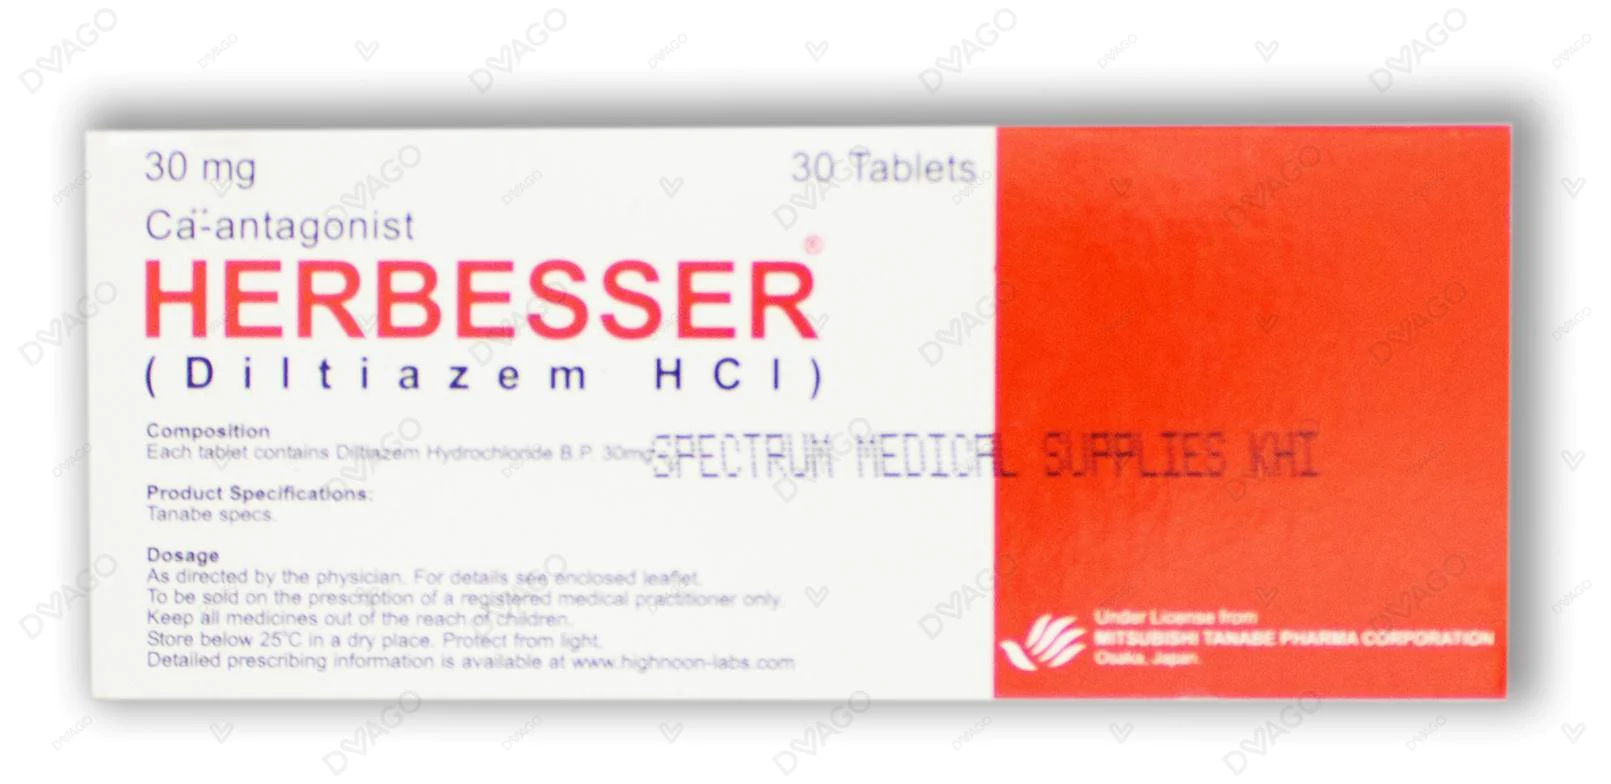 30 mg
30 Tablets
Ca¨-antagonist
HERBESSER®
(Diltiazem HCl)
Composition
Each tablet contains Diltiazem Hydrochloride B.P. 30mg
SPECTRUM MEDICAL SUPPLIES KHI
Product Specifications:
Tanabe specs.
Dosage
As directed by the physician. For details see enclosed leaflet.
To be sold on the prescription of a registered medical practitioner only.
Keep all medicines out of the reach of children.
Store below 25°C in a dry place. Protect from light.
Detailed prescribing information is available at www.highnoon-labs.com
Under License from
MITSUBISHI TANABE PHARMA CORPORATION
Osaka, Japan.
DVAGO